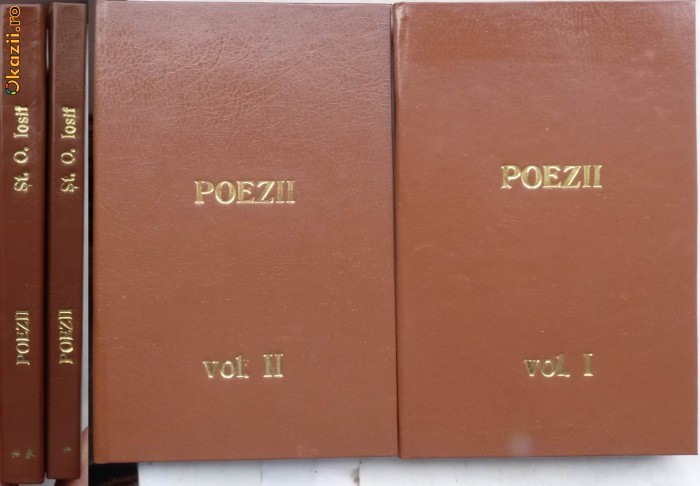 Okazii.ro
Şt. O. Iosif
POEZII
* *
Şt. O. Iosif
POEZII
*
POEZII
vol. II
POEZII
vol. I